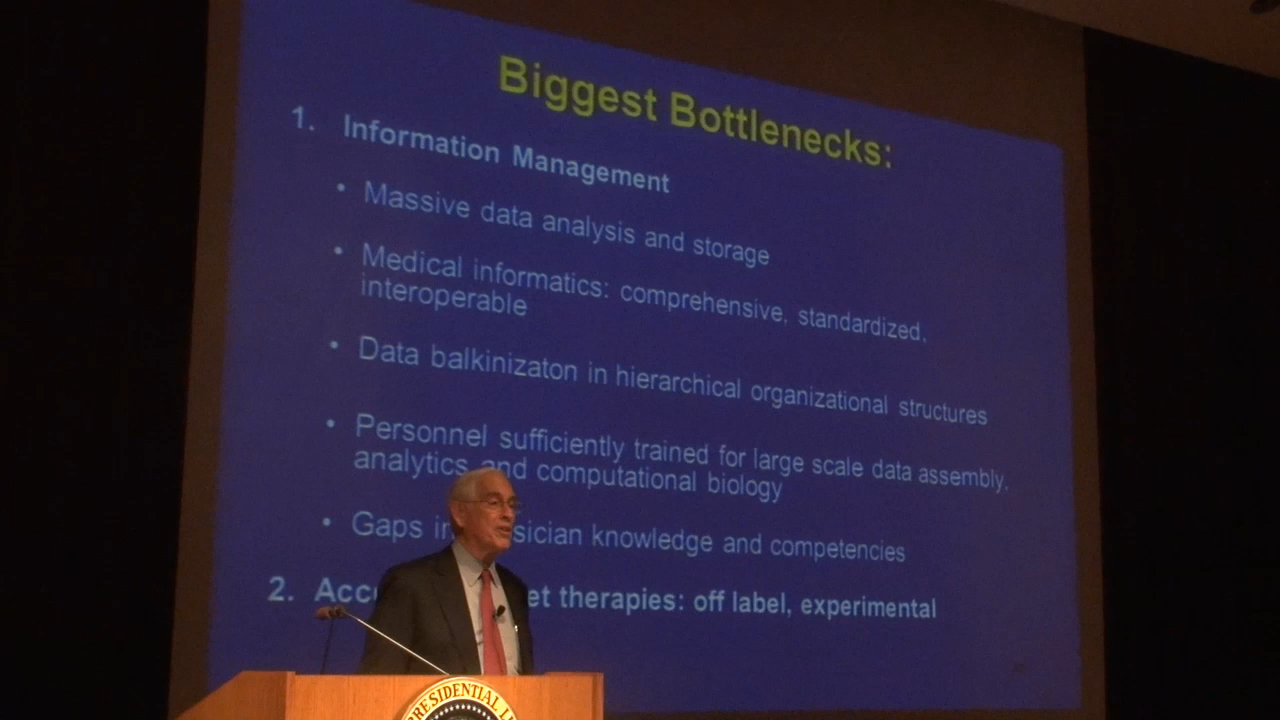 Biggest Bottlenecks:
1. Information Management
• Massive data analysis and storage
• Medical informatics: comprehensive, standardized,
interoperable
• Data balkinizaton in hierarchical organizational structures
• Personnel sufficiently trained for large scale data assembly,
analytics and computational biology
• Gaps in sician knowledge and competencies
2. Acc et therapies: off label, experimental
PRESIDENTIAL